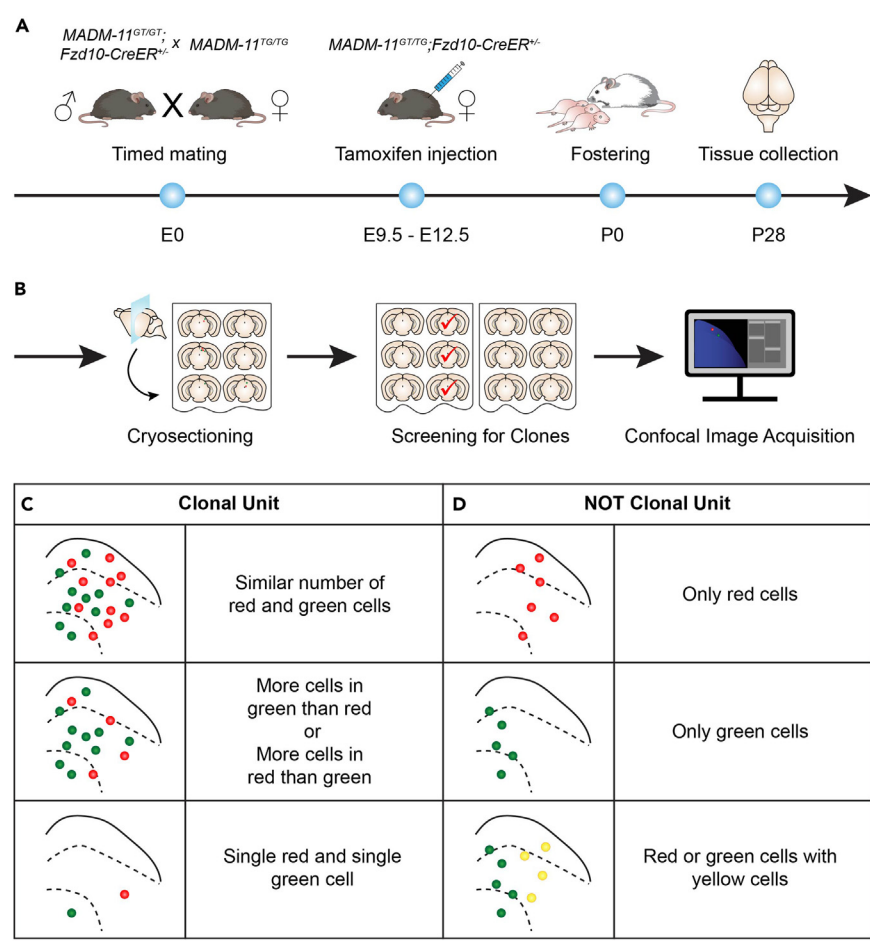 A
MADM-11GT/GT; x MADM-11TG/TG MADM-11GT/TG;Fzd10-CreER+/-
Fzd10-CreER+/-
Timed mating Tamoxifen injection Fostering Tissue collection
E0 E9.5 - E12.5 P0 P28
B
Cryosectioning Screening for Clones Confocal Image Acquisition
C Clonal Unit D NOT Clonal Unit
Similar number of
red and green cells
Only red cells
More cells in
green than red
or
More cells in
red than green
Only green cells
Single red and single
green cell
Red or green cells with
yellow cells